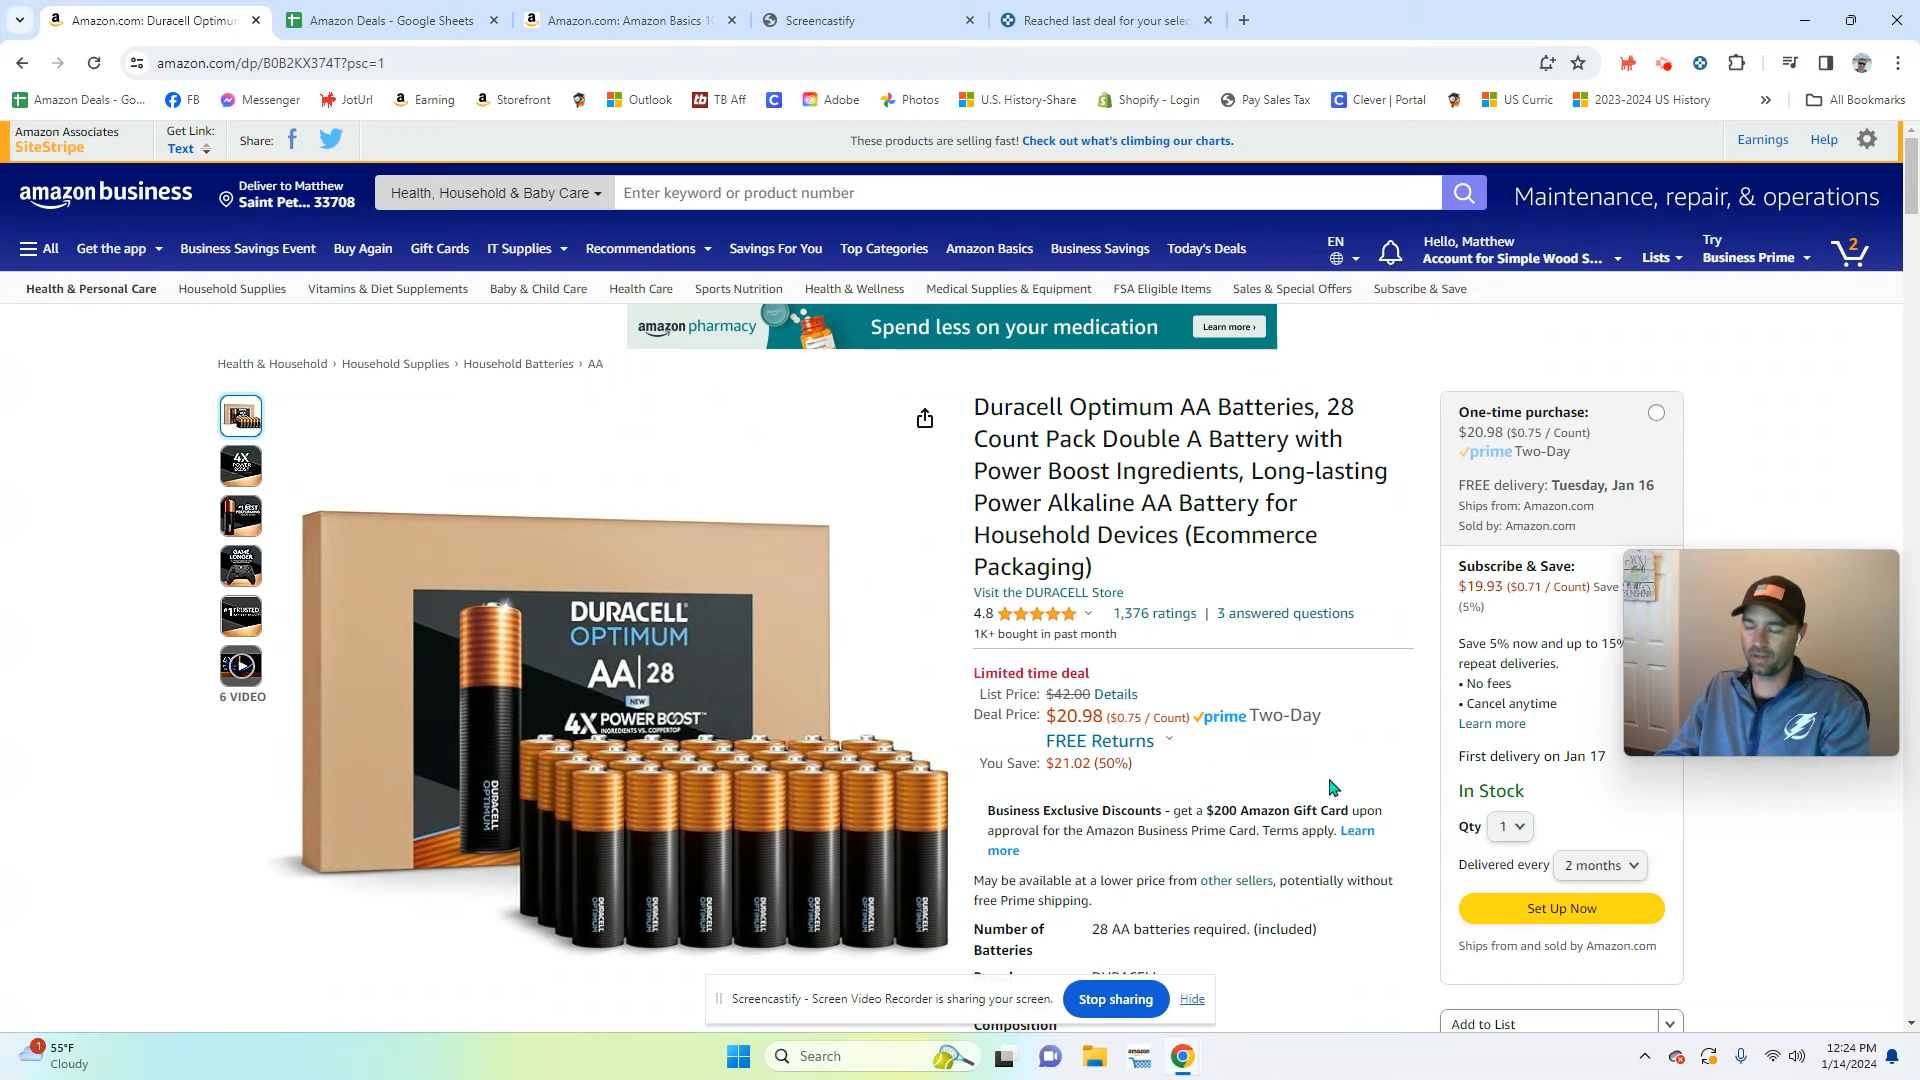 Amazon.com: Duracell Optimum
Amazon Deals - Google Sheets
Amazon.com: Amazon Basics 10
Screencastify
Reached last deal for your selec
amazon.com/dp/B0B2KX374T?psc=1
Amazon Deals - Go...
FB
Messenger
JotUrl
Earning
Storefront
Outlook
TB Aff
Adobe
Photos
U.S. History-Share
Shopify - Login
Pay Sales Tax
Clever | Portal
US Curric
2023-2024 US History
All Bookmarks
Amazon Associates
SiteStripe
Get Link:
Text
Share:
These products are selling fast! Check out what's climbing our charts.
Earnings
Help
amazon business
Deliver to Matthew
Saint Pet... 33708
Health, Household & Baby Care
Enter keyword or product number
Maintenance, repair, & operations
All
Get the app
Business Savings Event
Buy Again
Gift Cards
IT Supplies
Recommendations
Savings For You
Top Categories
Amazon Basics
Business Savings
Today's Deals
EN
Hello, Matthew
Account for Simple Wood S...
Lists
Try
Business Prime
2
Health & Personal Care
Household Supplies
Vitamins & Diet Supplements
Baby & Child Care
Health Care
Sports Nutrition
Health & Wellness
Medical Supplies & Equipment
FSA Eligible Items
Sales & Special Offers
Subscribe & Save
amazon pharmacy
Spend less on your medication
Learn more ›
Health & Household › Household Supplies › Household Batteries › AA
6 VIDEO
DURACELL
OPTIMUM
AA|28
NEW
4X POWER BOOST™
INGREDIENTS VS. COPPERTOP
DURACELL
OPTIMUM
Duracell Optimum AA Batteries, 28
Count Pack Double A Battery with
Power Boost Ingredients, Long-lasting
Power Alkaline AA Battery for
Household Devices (Ecommerce
Packaging)
Visit the DURACELL Store
4.8
1,376 ratings | 3 answered questions
1K+ bought in past month
Limited time deal
List Price: $42.00 Details
Deal Price: $20.98 ($0.75 / Count) prime Two-Day
FREE Returns
You Save: $21.02 (50%)
Business Exclusive Discounts - get a $200 Amazon Gift Card upon
approval for the Amazon Business Prime Card. Terms apply. Learn
more
May be available at a lower price from other sellers, potentially without
free Prime shipping.
Number of
Batteries
28 AA batteries required. (included)
Composition
One-time purchase:
$20.98 ($0.75 / Count)
prime Two-Day
FREE delivery: Tuesday, Jan 16
Ships from: Amazon.com
Sold by: Amazon.com
Subscribe & Save:
$19.93 ($0.71 / Count) Save
(5%)
Save 5% now and up to 15%
repeat deliveries.
• No fees
• Cancel anytime
Learn more
First delivery on Jan 17
In Stock
Qty 1
Delivered every 2 months
Set Up Now
Ships from and sold by Amazon.com
Add to List
Screencastify - Screen Video Recorder is sharing your screen.
Stop sharing
Hide
1
55°F
Cloudy
Search
12:24 PM
1/14/2024